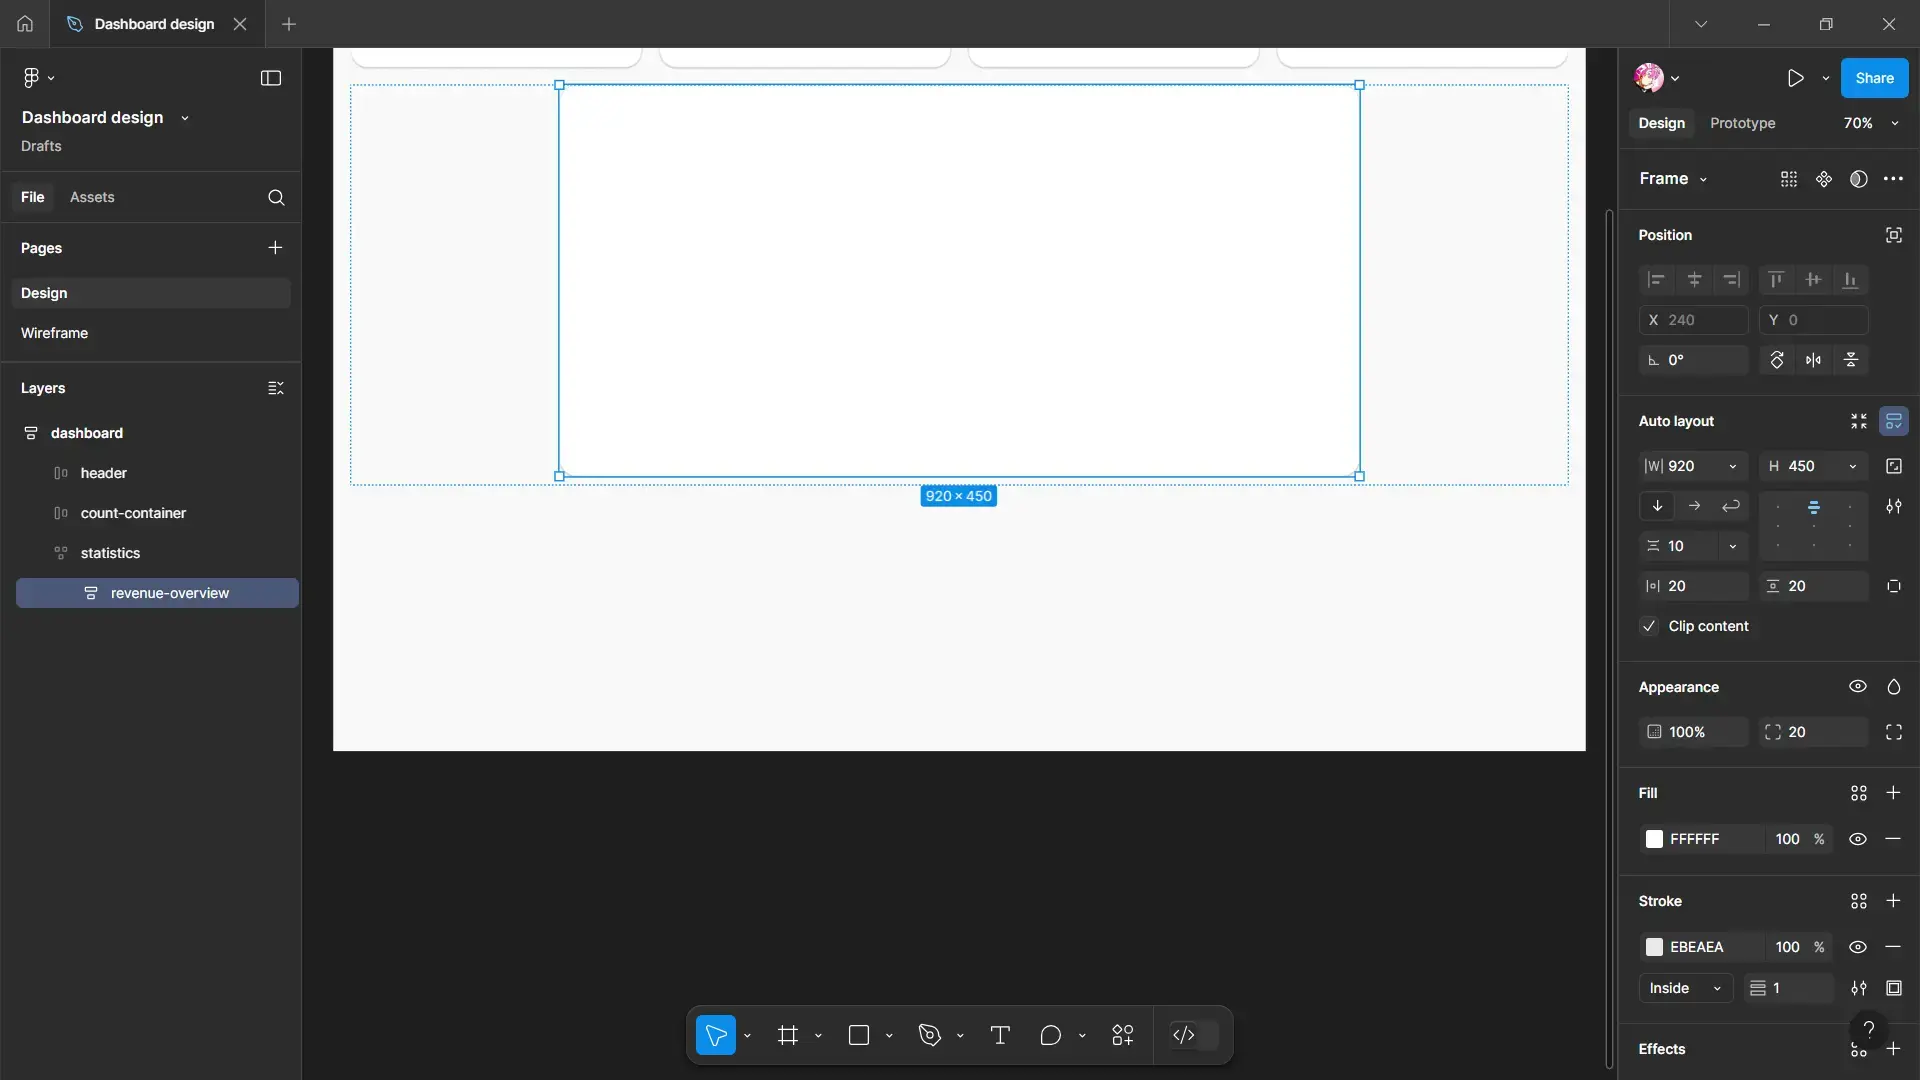 Dashboard design
Dashboard design
Drafts
File
Assets
Pages
Design
Wireframe
Layers
dashboard
header
count-container
statistics
revenue-overview
920 × 450
Share
Design
Prototype
70%
Frame
Position
X 240
Y 0
0°
Auto layout
W 920
H 450
10
20
20
Clip content
Appearance
100%
20
Fill
FFFFFF 100 %
Stroke
EBEAEA 100 %
Inside
1
?
Effects